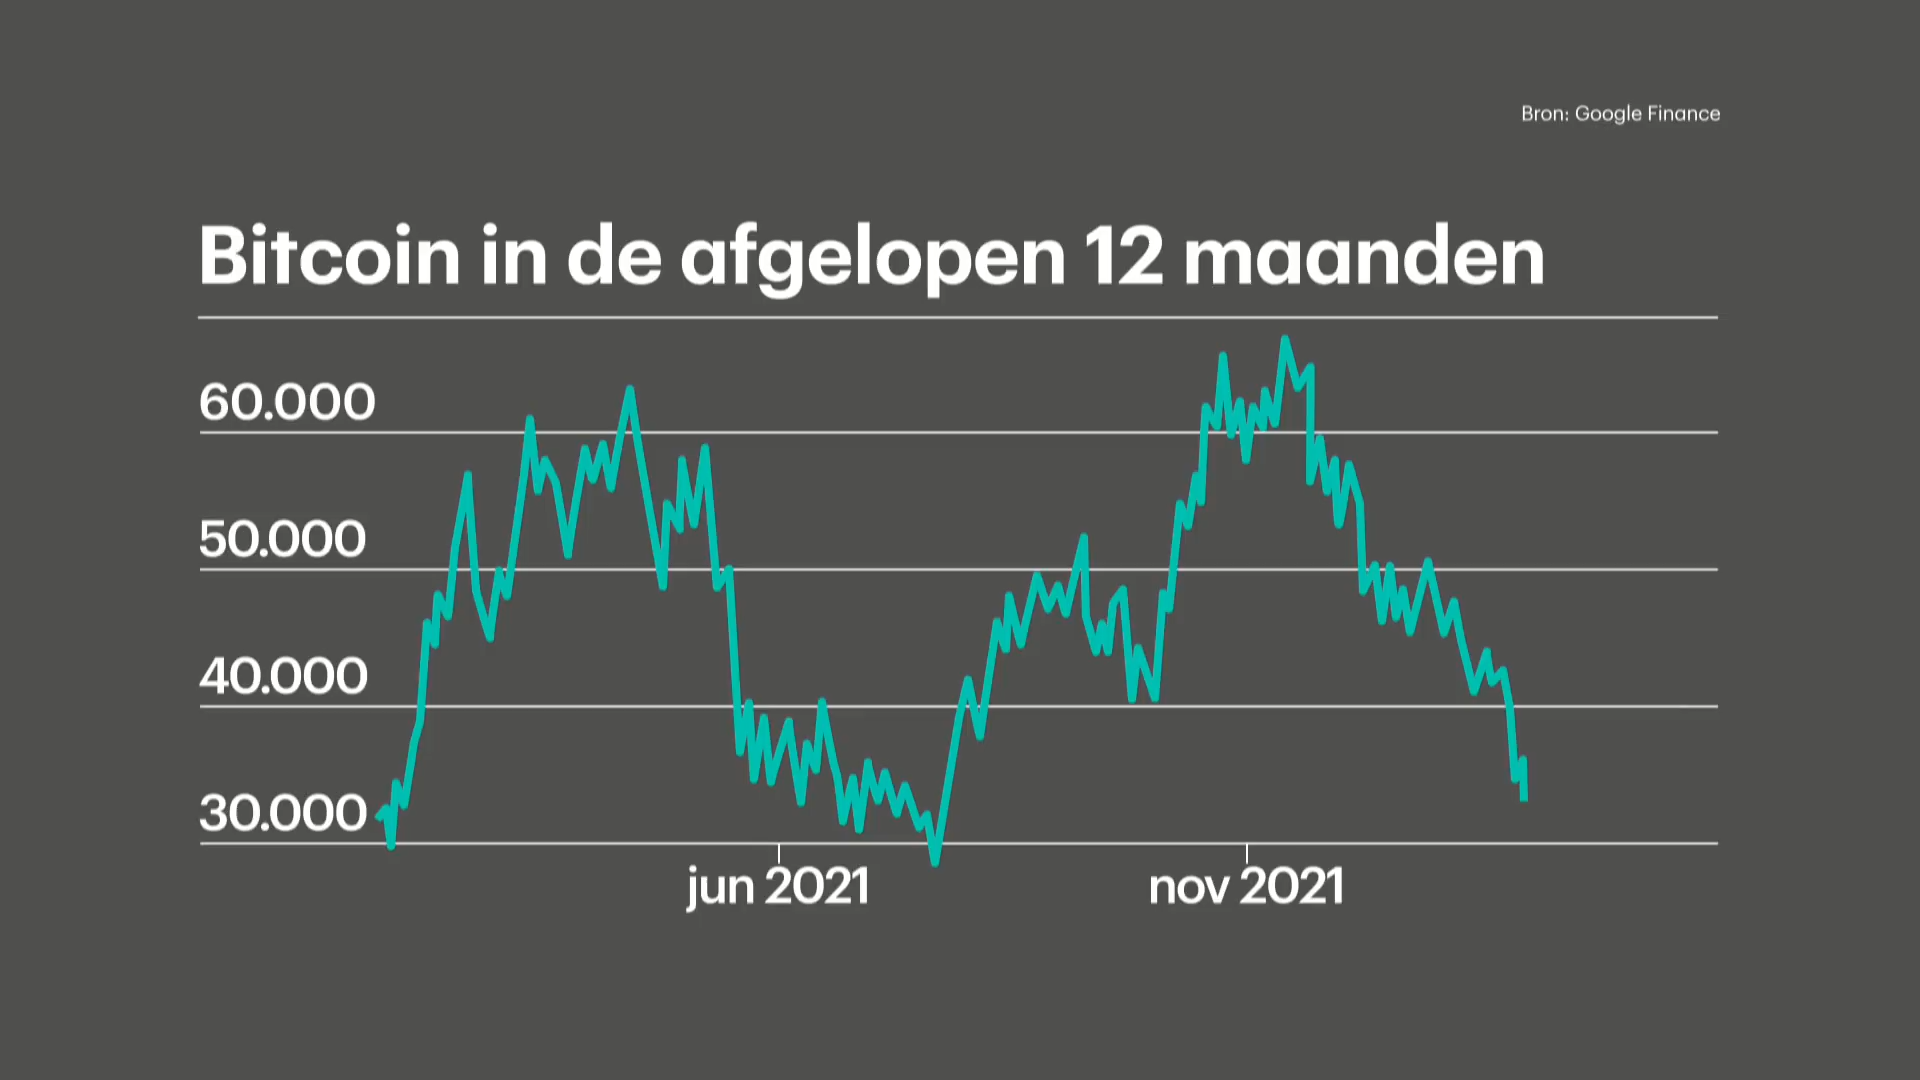 Bron: Google Finance
Bitcoin in de afgelopen 12 maanden
60.000
50.000
40.000
30.000
jun 2021
nov 2021